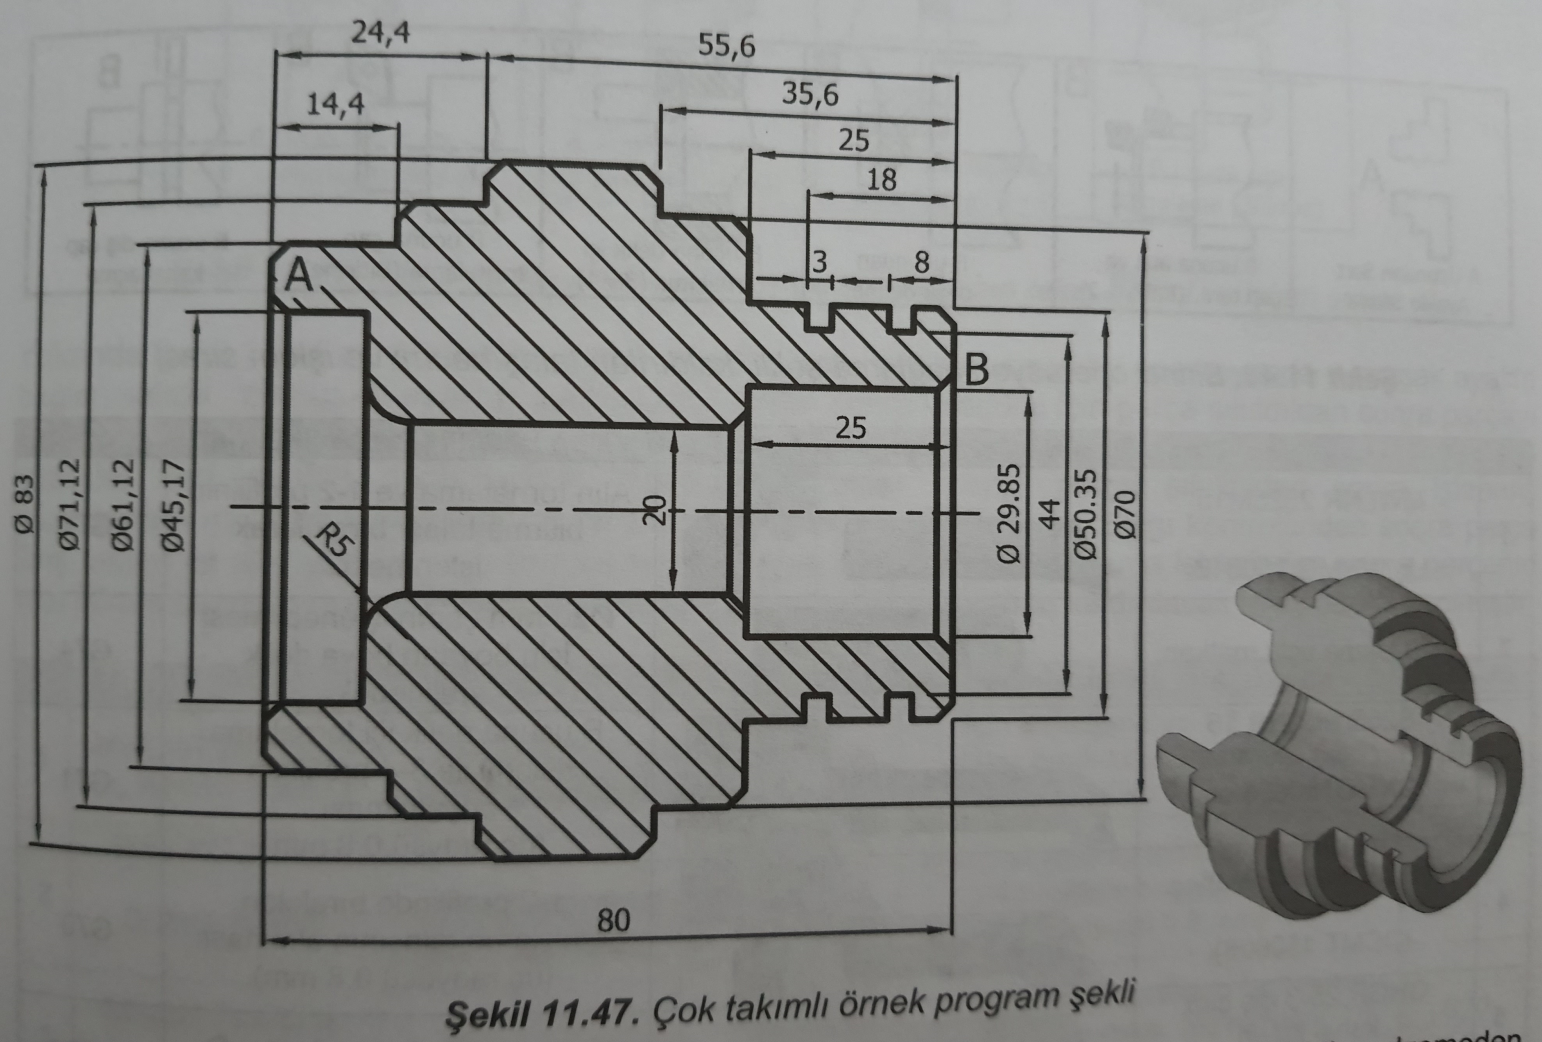 24,4
55,6
14,4
35,6
25
18
3
8
A
B
25
20
R5
Ø 83
Ø71,12
Ø61,12
Ø45,17
Ø 29.85
44
Ø50.35
Ø70
80
Şekil 11.47. Çok takımlı örnek program şekli